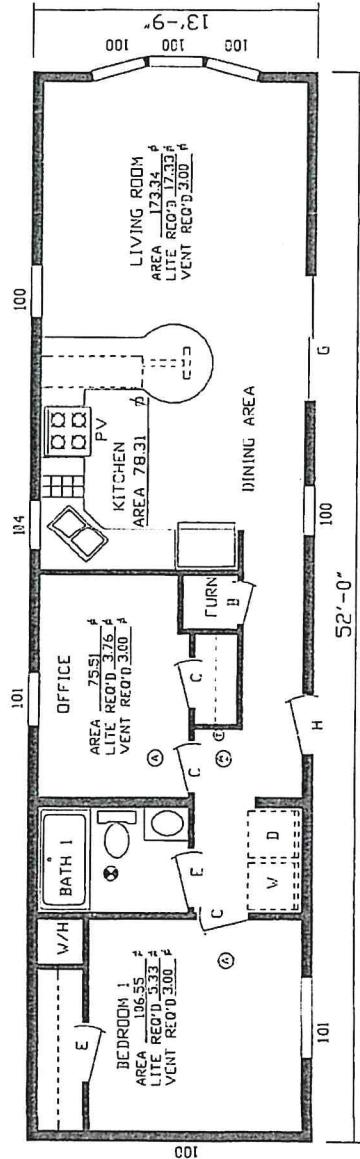 13'-9"
100
100
100
100
104
101
LIVING ROOM
AREA 173.34 ⌀
LITE REQ'D 17.33 ⌀
VENT REQ'D 3.00 ⌀
PV
KITCHEN
AREA 78.31 ⌀
DINING AREA
G
100
52'-0"
OFFICE
AREA 75.51 ⌀
LITE REQ'D 3.76 ⌀
VENT REQ'D 3.00 ⌀
FURN
B
C
C
A
H
BATH 1
E
C
W
D
W/H
E
BEDROOM 1
AREA 106.55 ⌀
LITE REQ'D 5.33 ⌀
VENT REQ'D 3.00 ⌀
A
101
100